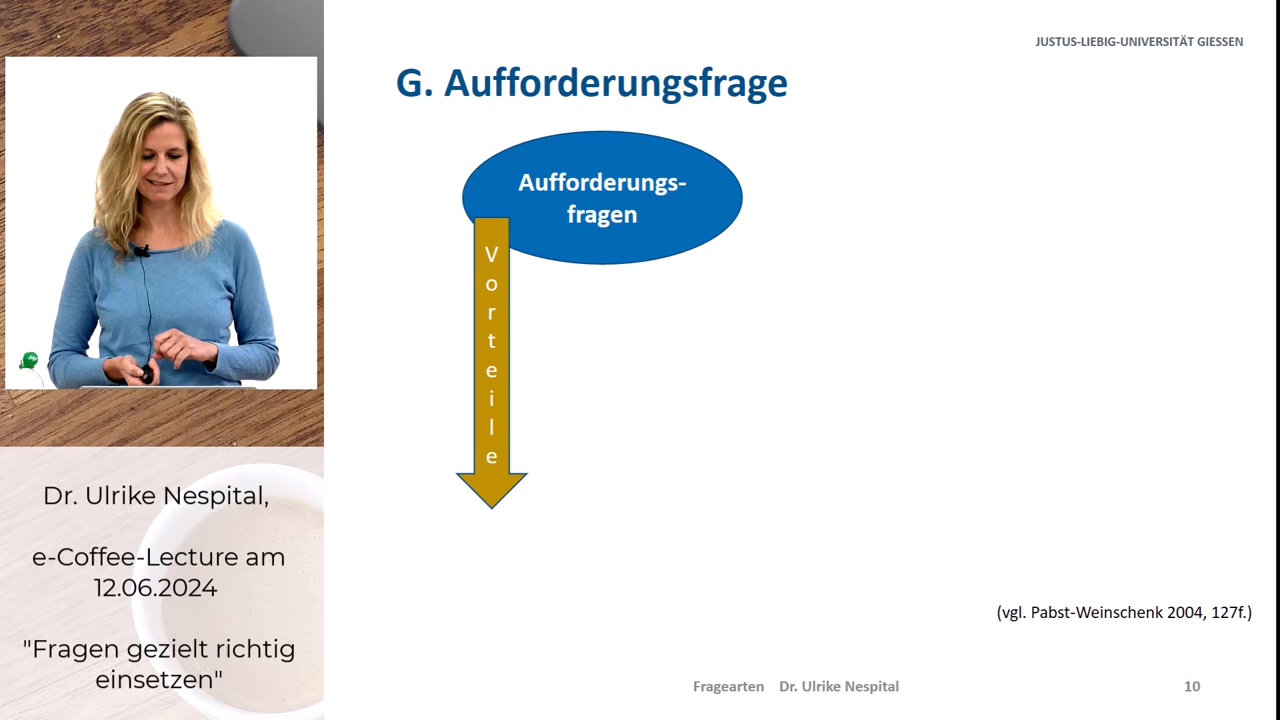 JUSTUS-LIEBIG-UNIVERSITÄT GIESSEN
G. Aufforderungsfrage
Aufforderungs-
fragen
Vorteile
(vgl. Pabst-Weinschenk 2004, 127f.)
Fragearten Dr. Ulrike Nespital
10
Dr. Ulrike Nespital,
e-Coffee-Lecture am
12.06.2024
"Fragen gezielt richtig
einsetzen"